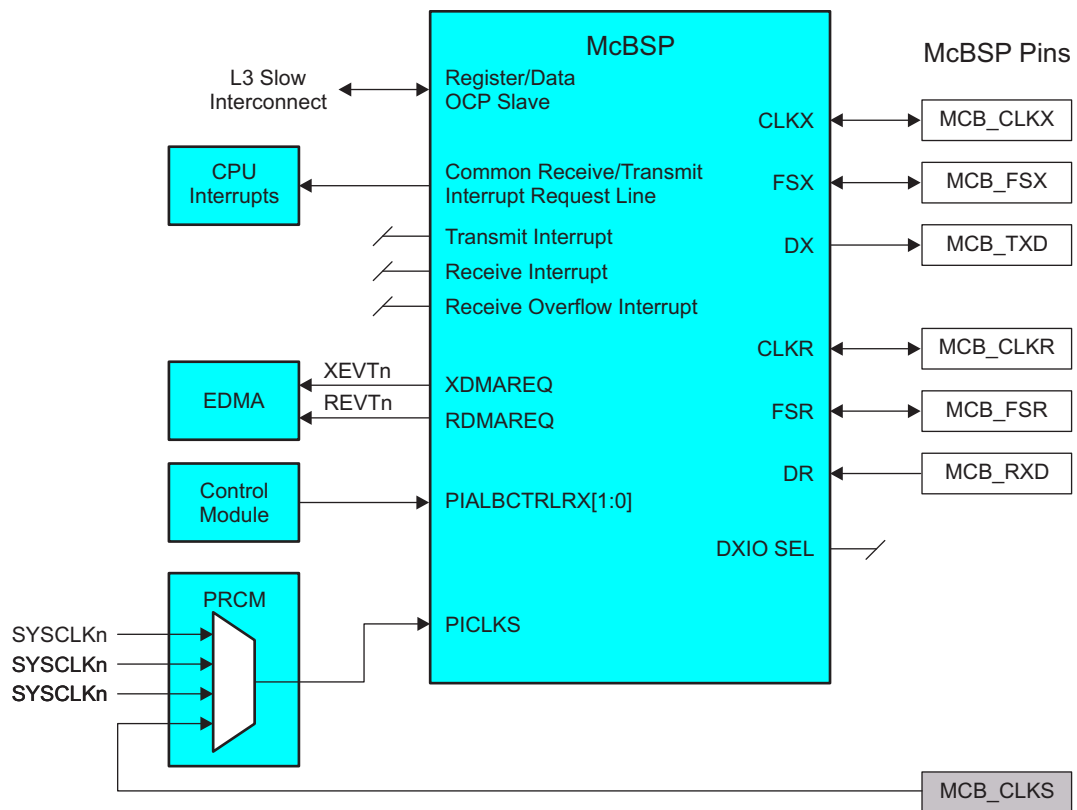 McBSP
McBSP Pins
L3 Slow
Interconnect
Register/Data
OCP Slave
CLKX
MCB_CLKX
CPU
Interrupts
Common Receive/Transmit
Interrupt Request Line
FSX
MCB_FSX
Transmit Interrupt
DX
MCB_TXD
Receive Interrupt
Receive Overflow Interrupt
CLKR
MCB_CLKR
EDMA
XEVTn
XDMAREQ
REVTn
RDMAREQ
FSR
MCB_FSR
DR
MCB_RXD
Control
Module
PIALBCTRLRX[1:0]
DXIO SEL
PRCM
PICLKS
SYSCLKn
SYSCLKn
SYSCLKn
MCB_CLKS